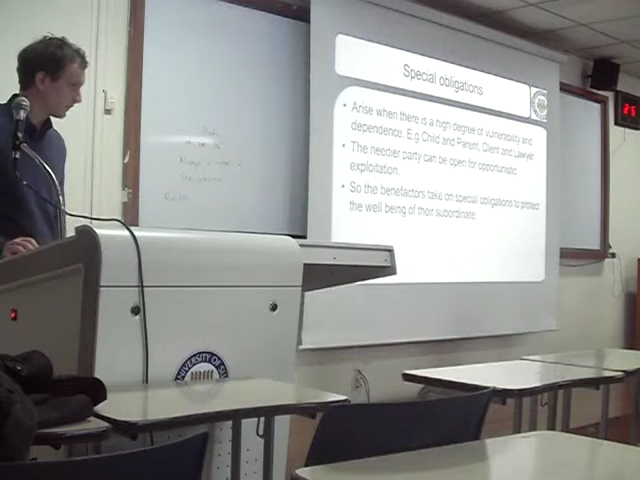 Special obligations
• Arise when there is a high degree of vulnerability and
dependence. E.g Child and Parent, Client and Lawyer
• The needier party can be open for opportunistic
exploitation.
• So the benefactors take on special obligations to protect
the well being of their subordinate.
UNIVERSITY OF